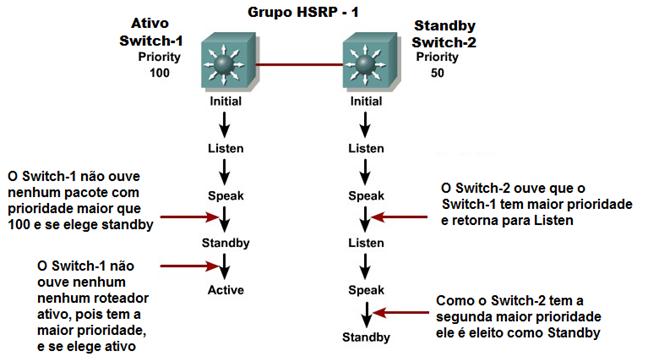 Grupo HSRP - 1
Ativo
Switch-1
Priority
100
Standby
Switch-2
Priority
50
Initial
Listen
Speak
Standby
Active
O Switch-1 não ouve
nenhum pacote com
prioridade maior que
100 e se elege standby
O Switch-1 não
ouve nenhum
nenhum roteador
ativo, pois tem a
maior prioridade,
e se elege ativo
Initial
Listen
Speak
Listen
Speak
Standby
O Switch-2 ouve que o
Switch-1 tem maior prioridade
e retorna para Listen
Como o Switch-2 tem a
segunda maior prioridade
ele é eleito como Standby